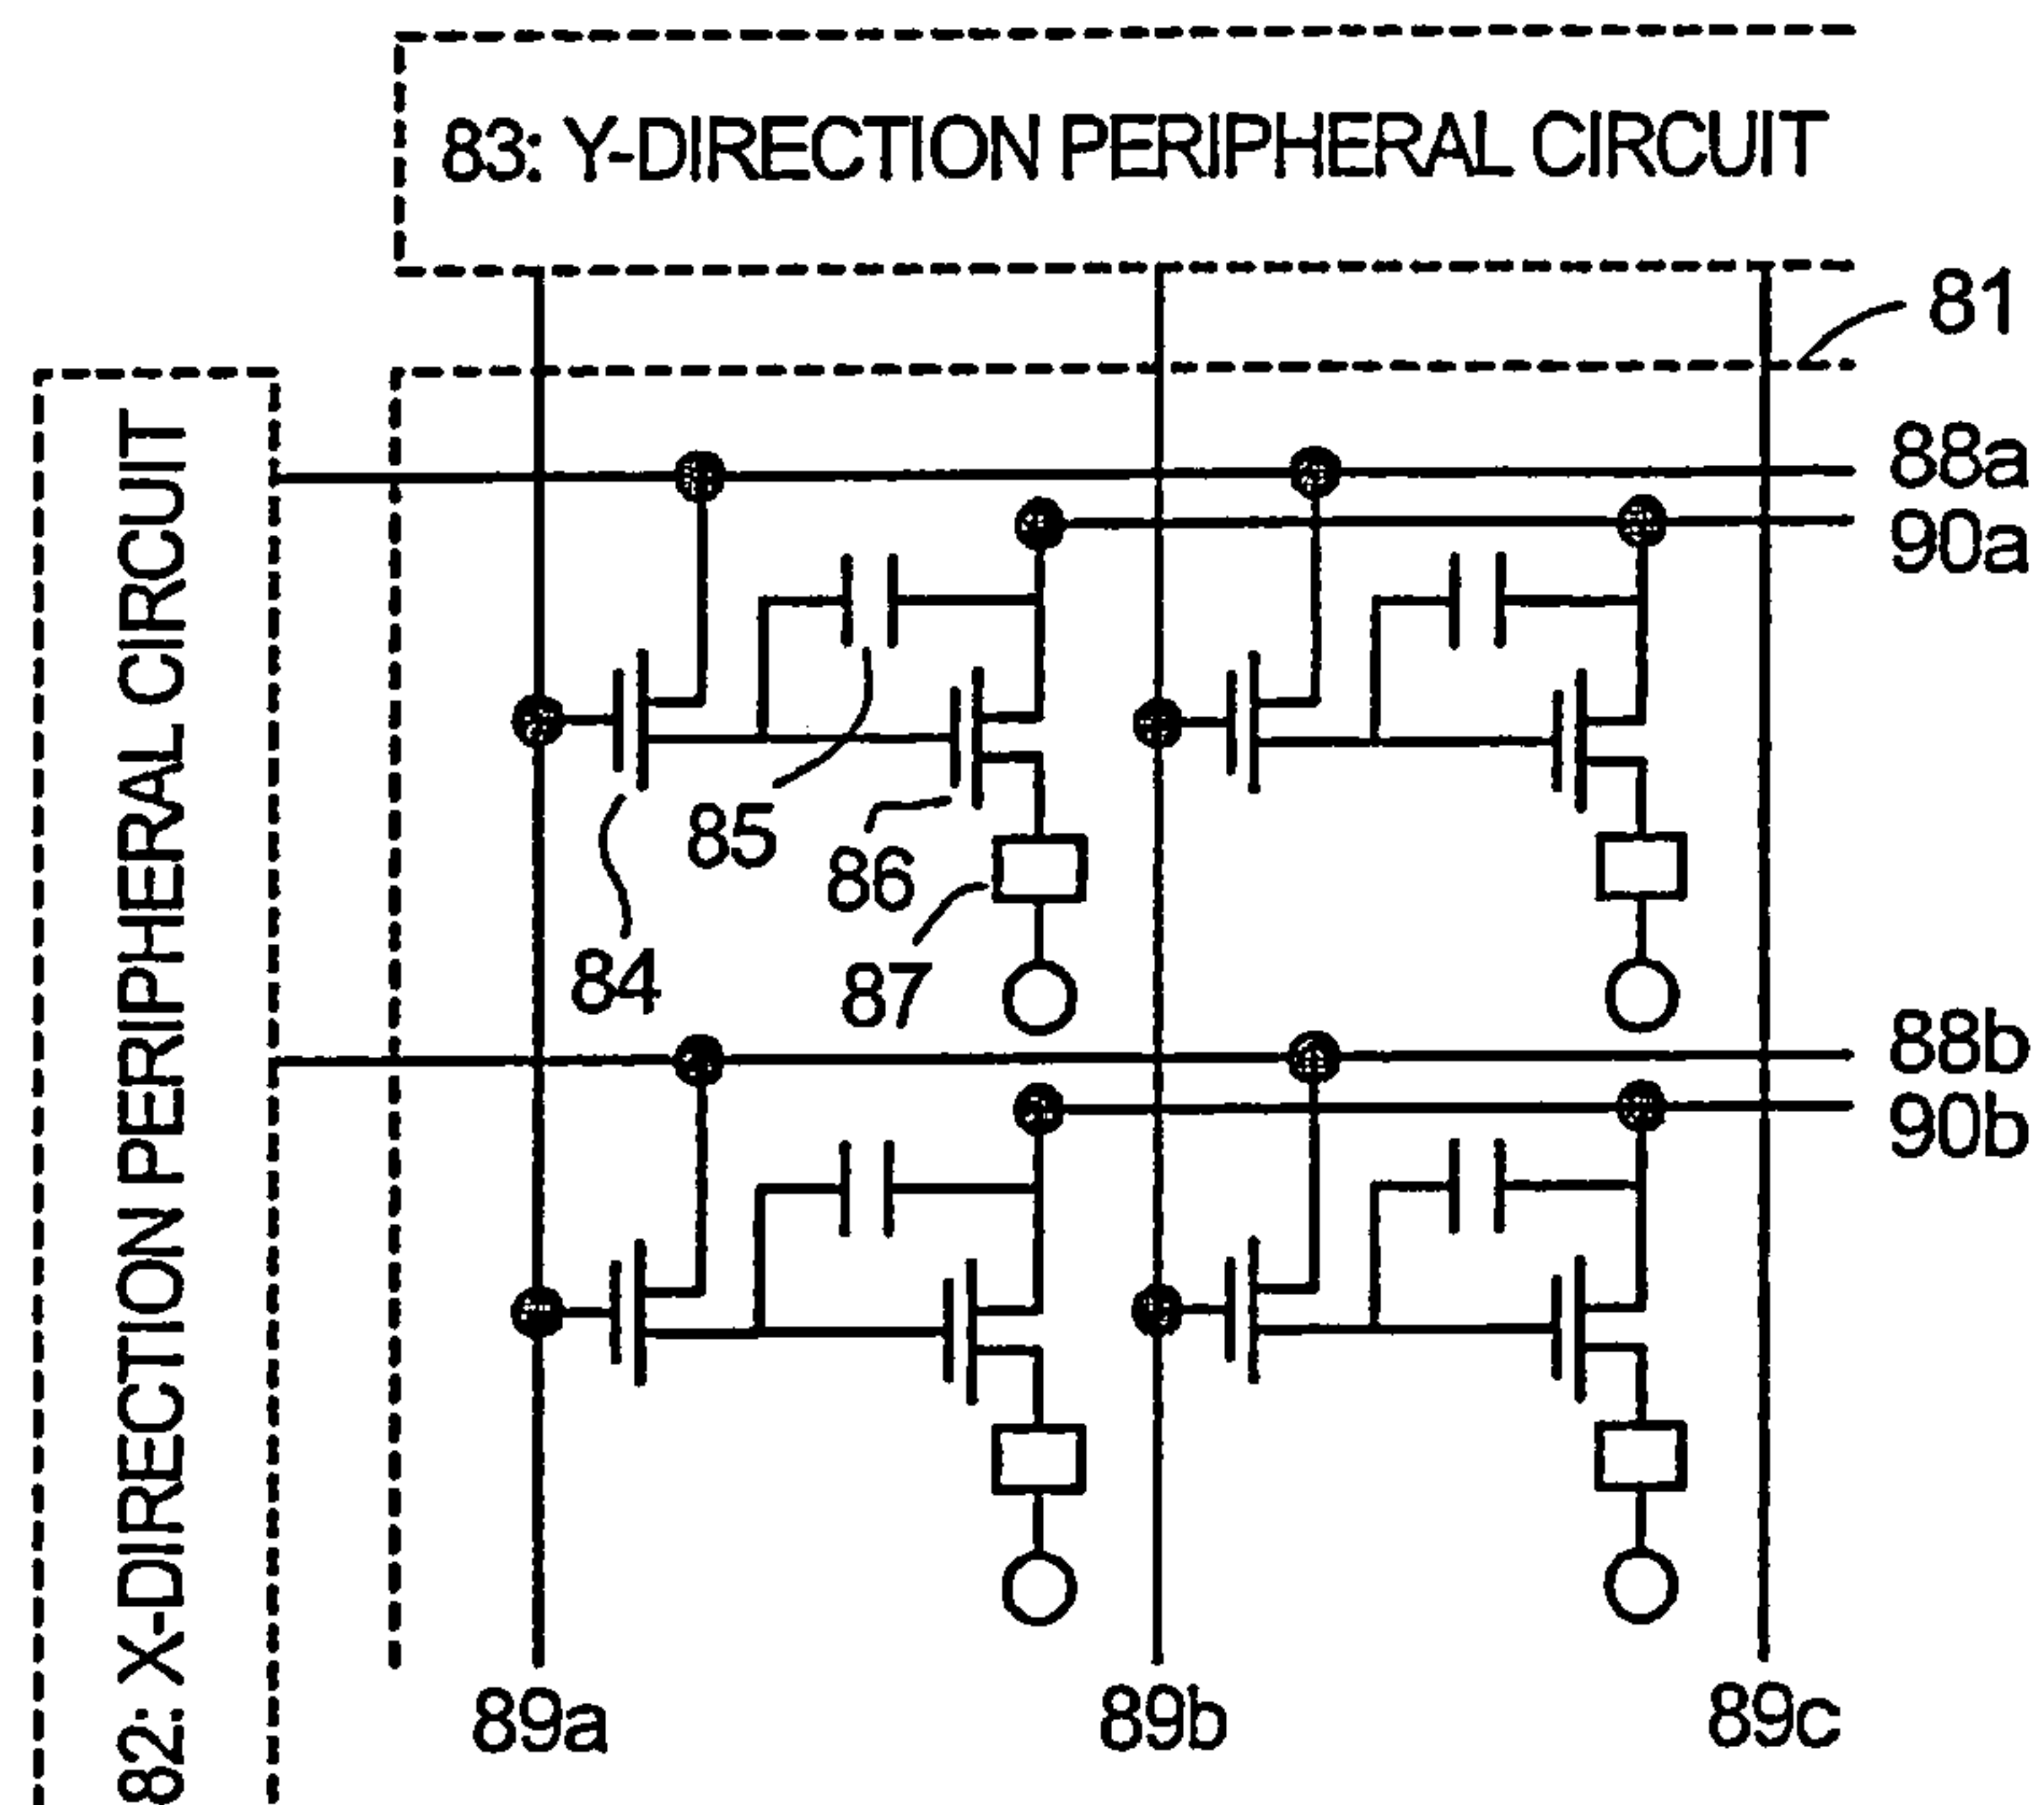 83: Y-DIRECTION PERIPHERAL CIRCUIT
81
82: X-DIRECTION PERIPHERAL CIRCUIT
88a
90a
85
86
84
87
88b
90b
89a
89b
89c